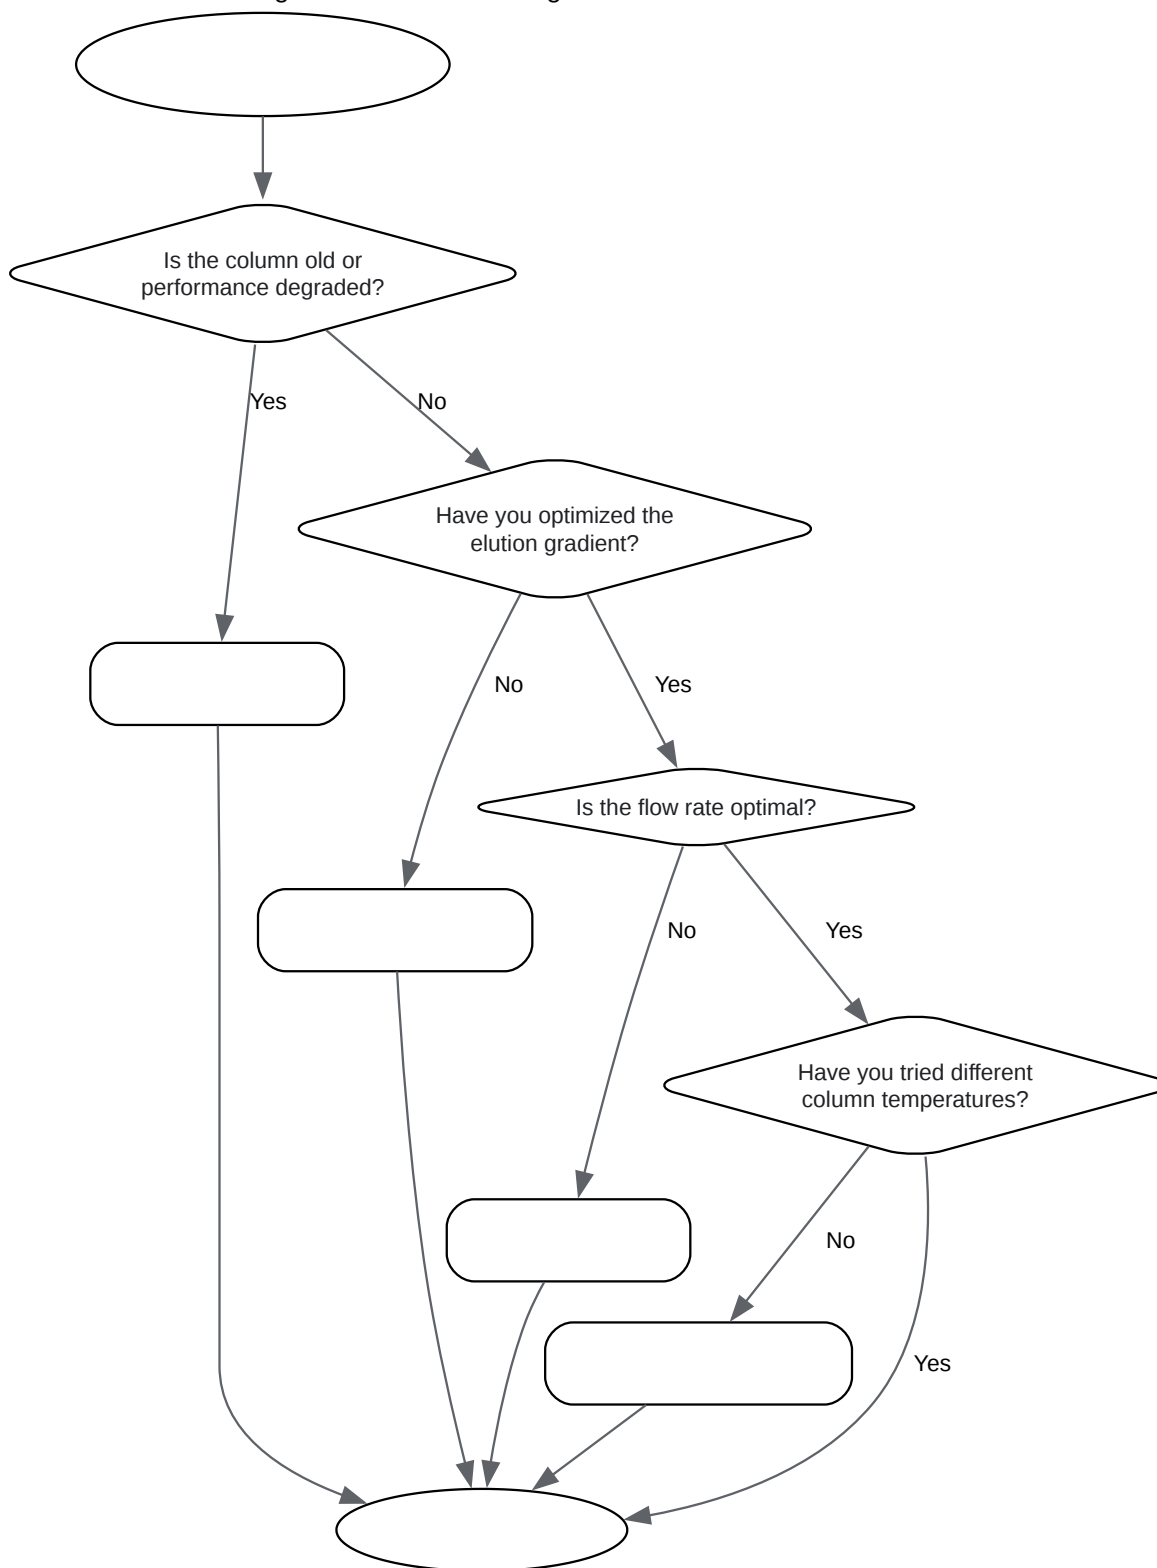 Is the column old or
performance degraded?
Yes
No
Have you optimized the
elution gradient?
No
Yes
Is the flow rate optimal?
No
Yes
Have you tried different
column temperatures?
No
Yes